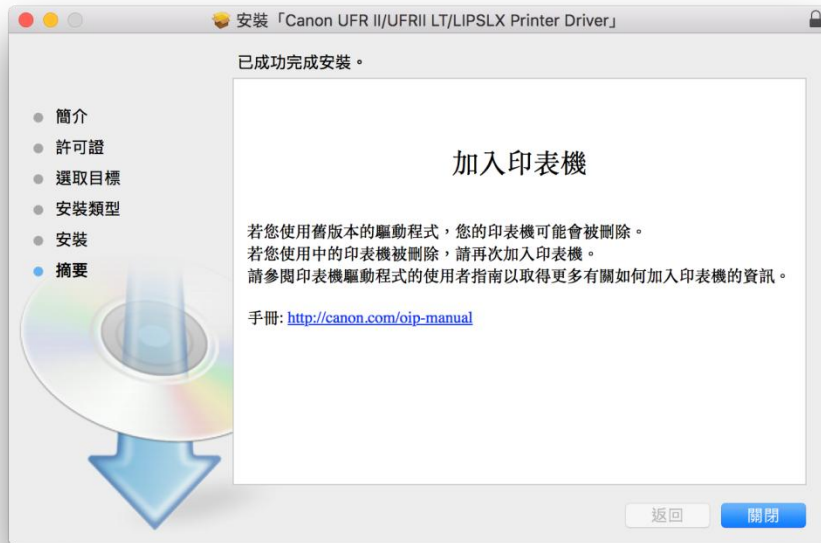 安裝「Canon UFR II/UFRII LT/LIPSLX Printer Driver」
已成功完成安裝。
簡介
許可證
選取目標
安裝類型
安裝
摘要
加入印表機
若您使用舊版本的驅動程式，您的印表機可能會被刪除。
若您使用中的印表機被刪除，請再次加入印表機。
請參閱印表機驅動程式的使用者指南以取得更多有關如何加入印表機的資訊。
手冊: http://canon.com/oip-manual
返回
關閉